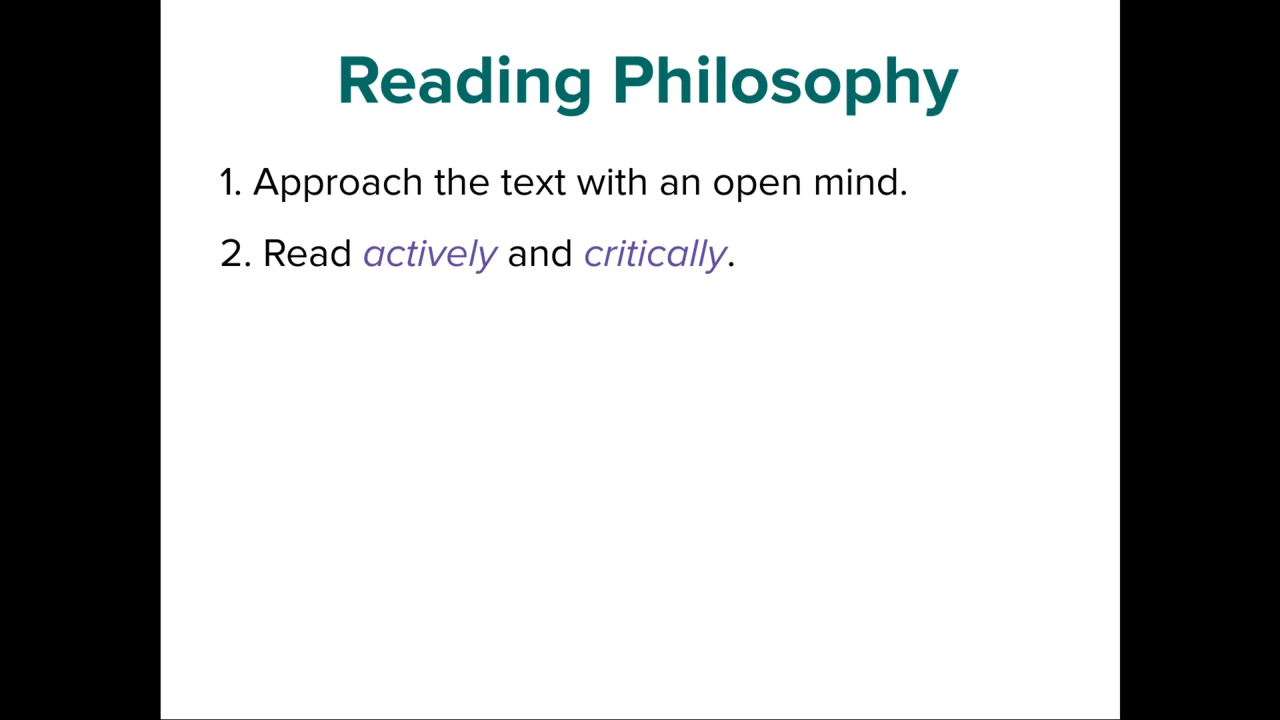 Reading Philosophy
1. Approach the text with an open mind.
2. Read actively and critically.